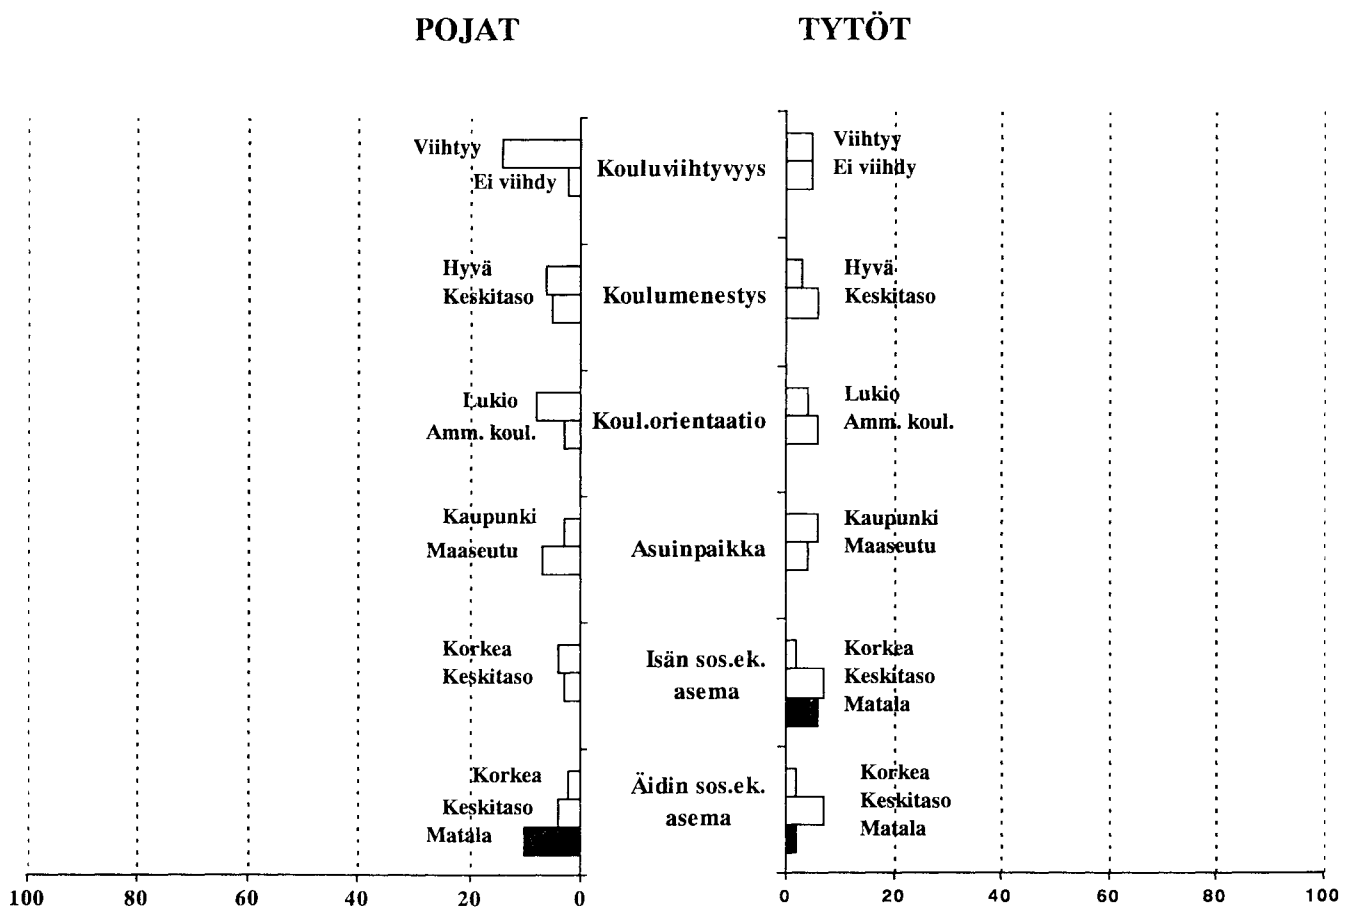 POJAT TYTÖT
Viihtyy
Ei viihdy
Kouluviihtyvyys
Viihtyy
Ei viihdy
Hyvä
Keskitaso
Koulumenestys
Hyvä
Keskitaso
Lukio
Amm. koul.
Koul.orientaatio
Lukio
Amm. koul.
Kaupunki
Maaseutu
Asuinpaikka
Kaupunki
Maaseutu
Korkea
Keskitaso
Isän sos.ek.
asema
Korkea
Keskitaso
Matala
Korkea
Keskitaso
Matala
Äidin sos.ek.
asema
Korkea
Keskitaso
Matala
100 80 60 40 20 0 0 20 40 60 80 100